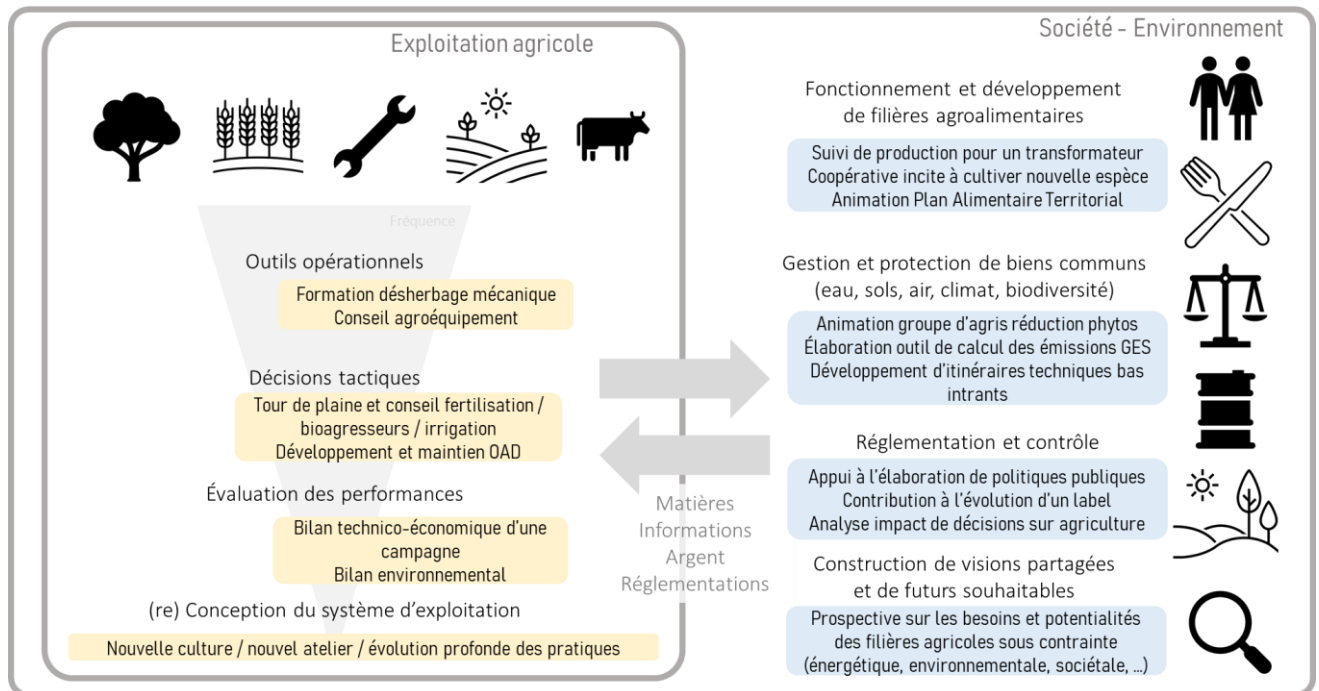 Exploitation agricole
Fréquence
Outils opérationnels
Formation désherbage mécanique
Conseil agroéquipement
Décisions tactiques
Tour de plaine et conseil fertilisation /
bioagresseurs / irrigation
Développement et maintien OAD
Évaluation des performances
Bilan technico-économique d'une
campagne
Bilan environnemental
(re) Conception du système d'exploitation
Nouvelle culture / nouvel atelier / évolution profonde des pratiques
Matières
Informations
Argent
Réglementations
Société - Environnement
Fonctionnement et développement
de filières agroalimentaires
Suivi de production pour un transformateur
Coopérative incite à cultiver nouvelle espèce
Animation Plan Alimentaire Territorial
Gestion et protection de biens communs
(eau, sols, air, climat, biodiversité)
Animation groupe d'agris réduction phytos
Élaboration outil de calcul des émissions GES
Développement d'itinéraires techniques bas
intrants
Réglementation et contrôle
Appui à l'élaboration de politiques publiques
Contribution à l'évolution d'un label
Analyse impact de décisions sur agriculture
Construction de visions partagées
et de futurs souhaitables
Prospective sur les besoins et potentialités
des filières agricoles sous contrainte
(énergétique, environnementale, sociétale, ...)